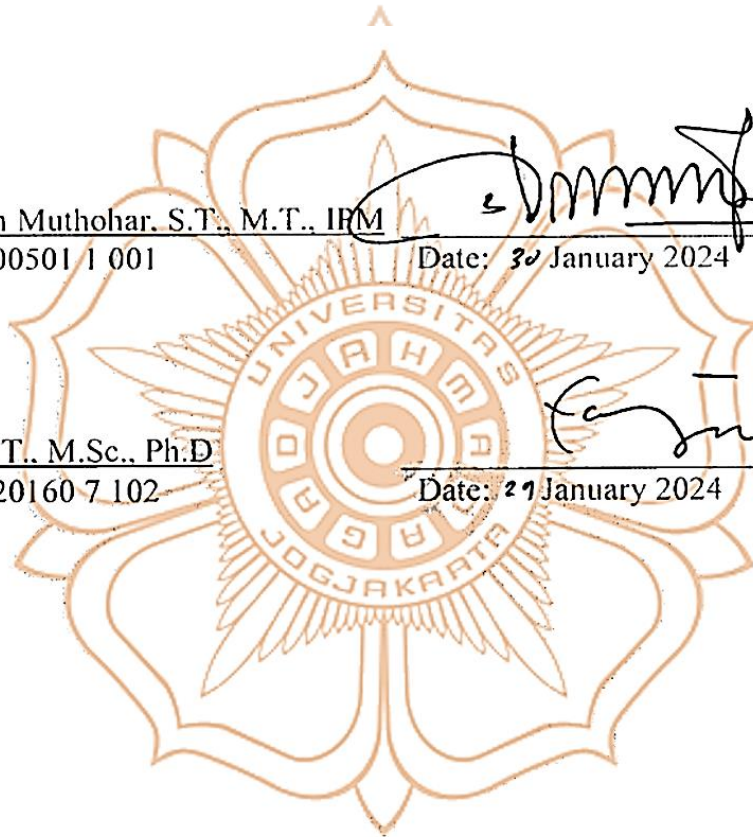 n Muthohar, S.T., M.T., IPM
00501 1 001
Date: 30 January 2024
UNIVERSITAS
GADJAH MADA
JOGJAKARTA
T., M.Sc., Ph.D
20160 7 102
Date: 29 January 2024